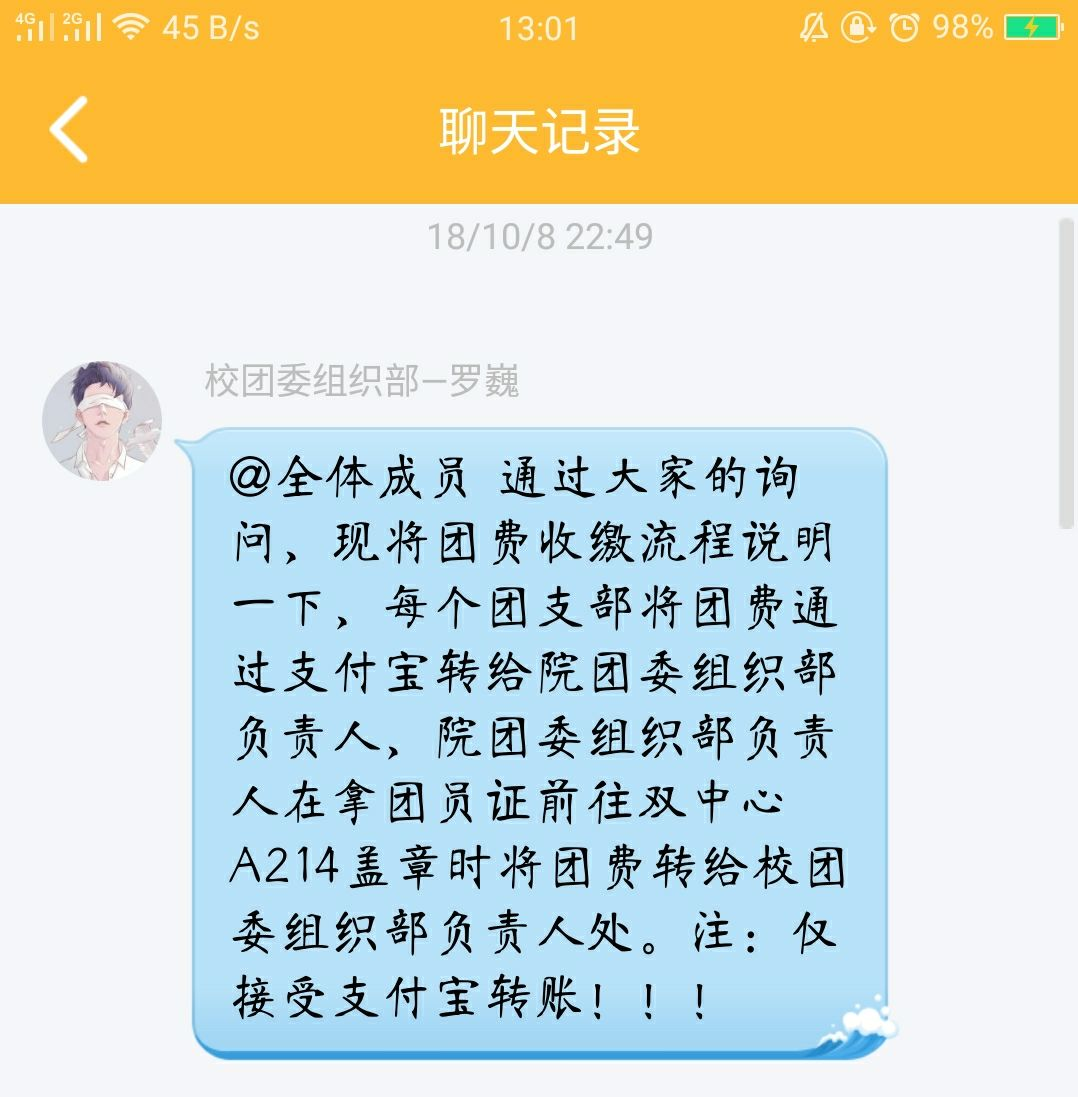 4G 2G 45 B/s 13:01 98%
聊天记录
18/10/8 22:49
校团委组织部–罗巍
@全体成员 通过大家的询
问，现将团费收缴流程说明
一下，每个团支部将团费通
过支付宝转给院团委组织部
负责人，院团委组织部负责
人在拿团员证前往双中心
A214盖章时将团费转给校团
委组织部负责人处。注：仅
接受支付宝转账！！！